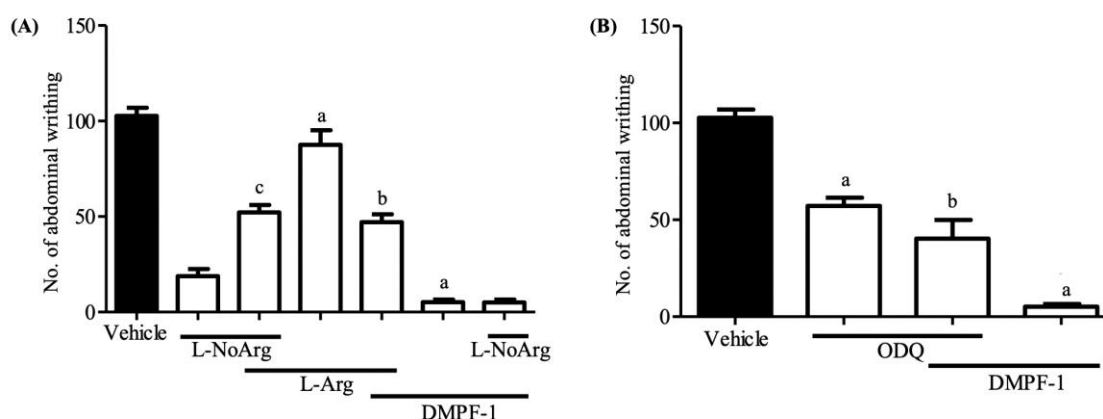 (A)
No. of abdominal writhing
150
100
50
0
c
a
b
a
Vehicle
L-NoArg
L-NoArg
L-Arg
DMPF-1
(B)
No. of abdominal writhing
150
100
50
0
a
b
a
Vehicle
ODQ
DMPF-1